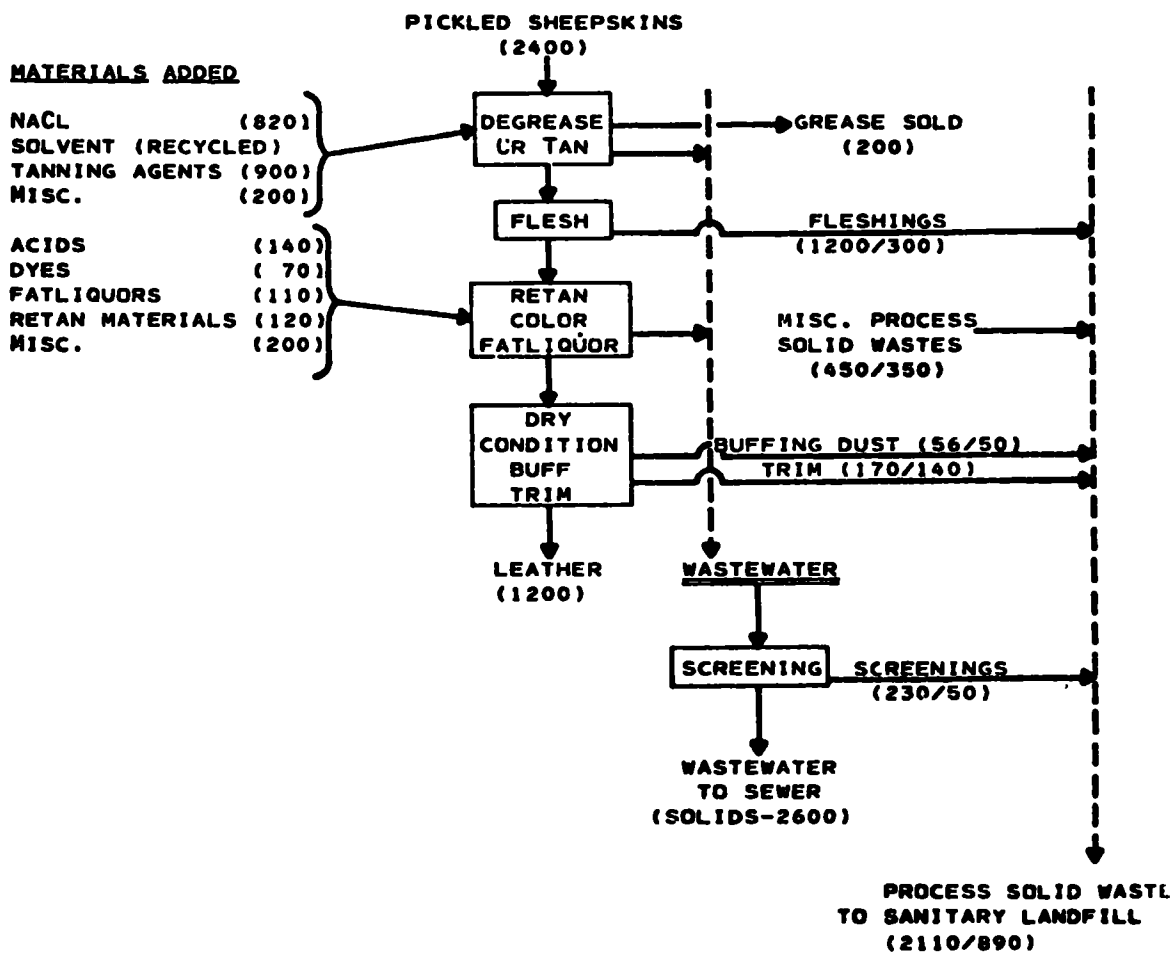 PICKLED SHEEPSKINS
(2400)
MATERIALS ADDED
NACL (820)
SOLVENT (RECYCLED)
TANNING AGENTS (900)
MISC. (200)
DEGREASE
CR TAN
GREASE SOLD
(200)
FLESH
FLESHINGS
(1200/300)
ACIDS (140)
DYES ( 70)
FATLIQUORS (110)
RETAN MATERIALS (120)
MISC. (200)
RETAN
COLOR
FATLIQUOR
MISC. PROCESS
SOLID WASTES
(450/350)
DRY
CONDITION
BUFF
TRIM
BUFFING DUST (56/50)
TRIM (170/140)
LEATHER
(1200)
WASTEWATER
SCREENING
SCREENINGS
(230/50)
WASTEWATER
TO SEWER
(SOLIDS-2600)
PROCESS SOLID WASTE
TO SANITARY LANDFILL
(2110/890)